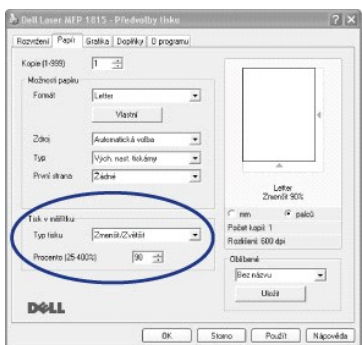 Dell Laser MFP 1815 - Předvolby tisku
Rozvržení Papír Grafika Doplňky O programu
Kopie (1-999) 1
Možnosti papíru
Formát Letter
Vlastní
Zdroj Automatická volba
Typ Vých. nast. tiskárny
První strana Žádné
Letter
Zmenšit 90%
Tisk v měřítku
Typ tisku Zmenšit/Zvětšit
Procento (25-400%) 90
mm palců
Počet kopií: 1
Rozlišení: 600 dpi
Oblíbené
Bez názvu
Uložit
DELL
OK Storno Použít Nápověda